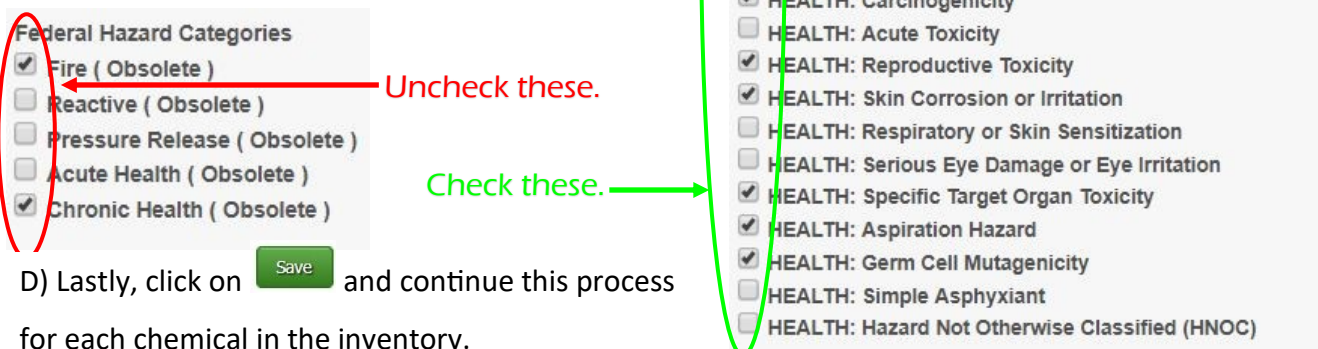 Federal Hazard Categories
Fire ( Obsolete )
Reactive ( Obsolete )
Pressure Release ( Obsolete )
Acute Health ( Obsolete )
Chronic Health ( Obsolete )
Uncheck these.
Check these.
D) Lastly, click on Save and continue this process
for each chemical in the inventory.
HEALTH: Carcinogenicity
HEALTH: Acute Toxicity
HEALTH: Reproductive Toxicity
HEALTH: Skin Corrosion or Irritation
HEALTH: Respiratory or Skin Sensitization
HEALTH: Serious Eye Damage or Eye Irritation
HEALTH: Specific Target Organ Toxicity
HEALTH: Aspiration Hazard
HEALTH: Germ Cell Mutagenicity
HEALTH: Simple Asphyxiant
HEALTH: Hazard Not Otherwise Classified (HNOC)